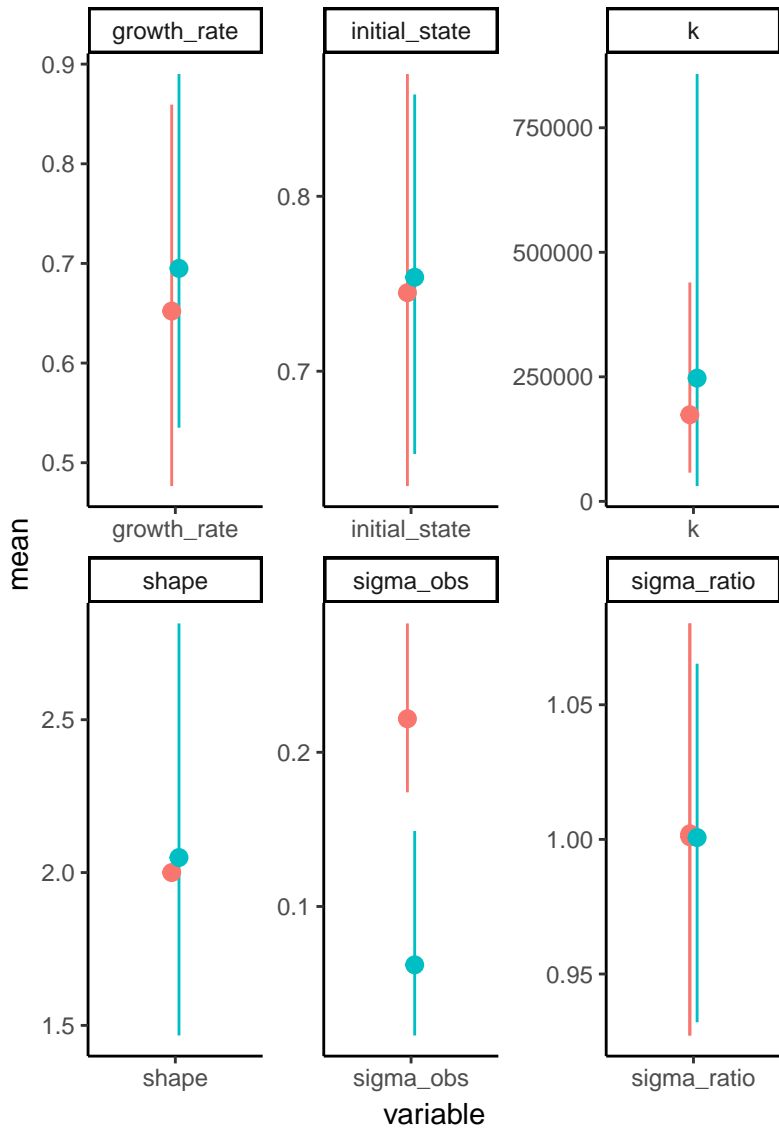 growth_rate
initial_state
k
0.9
0.8
0.7
0.6
0.5
0.8
0.7
750000
500000
250000
0
growth_rate
initial_state
k
mean
shape
sigma_obs
sigma_ratio
2.5
2.0
1.5
0.2
0.1
1.05
1.00
0.95
shape
sigma_obs
sigma_ratio
variable